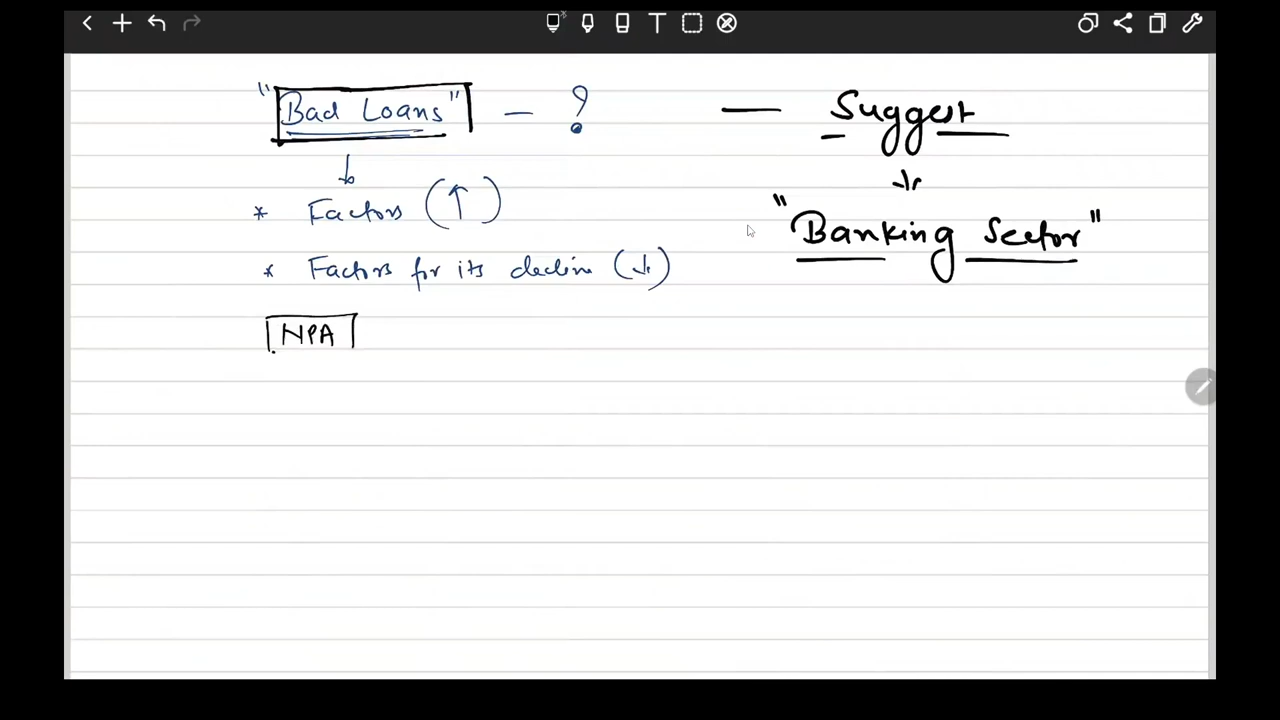 "Bad Loans" - ?
- Suggest
* Factors (↑)
"Banking Sector"
* Factors for its decline (↓)
NPA